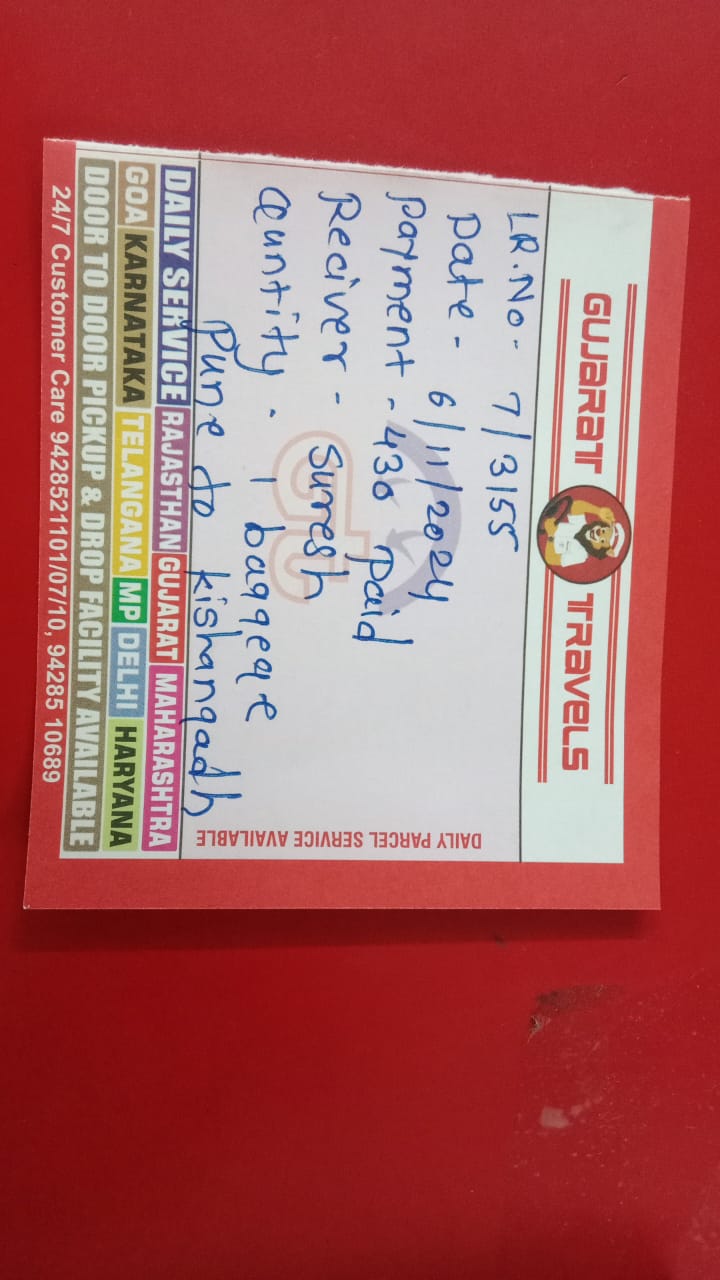 GUJARAT TRAVELS
LR.No- 7/3155
Date - 6/11/2024
Payment - 430 paid
Reciver - Suresh
Quntity - 1 baggege
Pune to kishangadh
DAILY PARCEL SERVICE AVAILABLE
DAILY SERVICE RAJASTHAN GUJARAT MAHARASHTRA
GOA KARNATAKA TELANGANA MP DELHI HARYANA
DOOR TO DOOR PICKUP & DROP FACILITY AVAILABLE
24/7 Customer Care 9428521101/07/10, 94285 10689